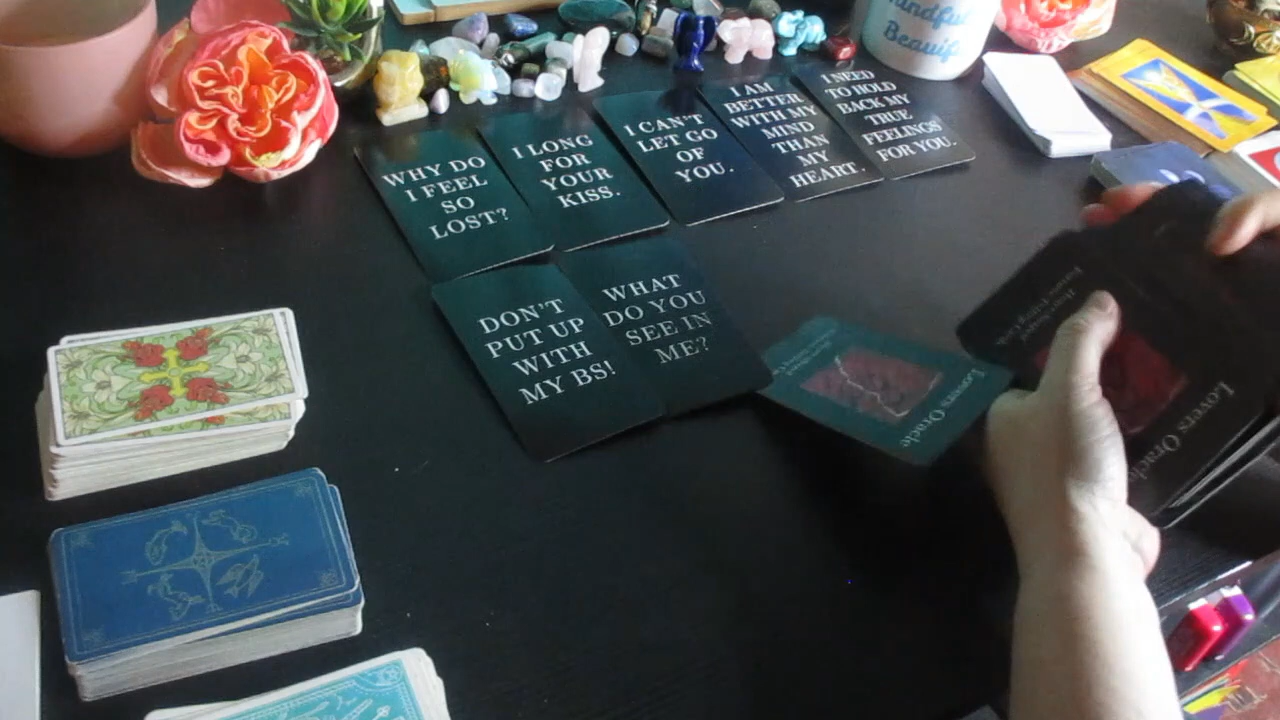 Mindful
Beautif
WHY DO
I FEEL
SO
LOST?
I LONG
FOR
YOUR
KISS.
I CAN'T
LET GO
OF
YOU.
I AM
BETTER
WITH MY
MIND
THAN
MY
HEART.
I NEED
TO HOLD
BACK MY
TRUE
FEELINGS
FOR YOU.
DON'T
PUT UP
WITH
MY BS!
WHAT
DO YOU
SEE IN
ME?
Lovers Oracle
Lovers Oracle